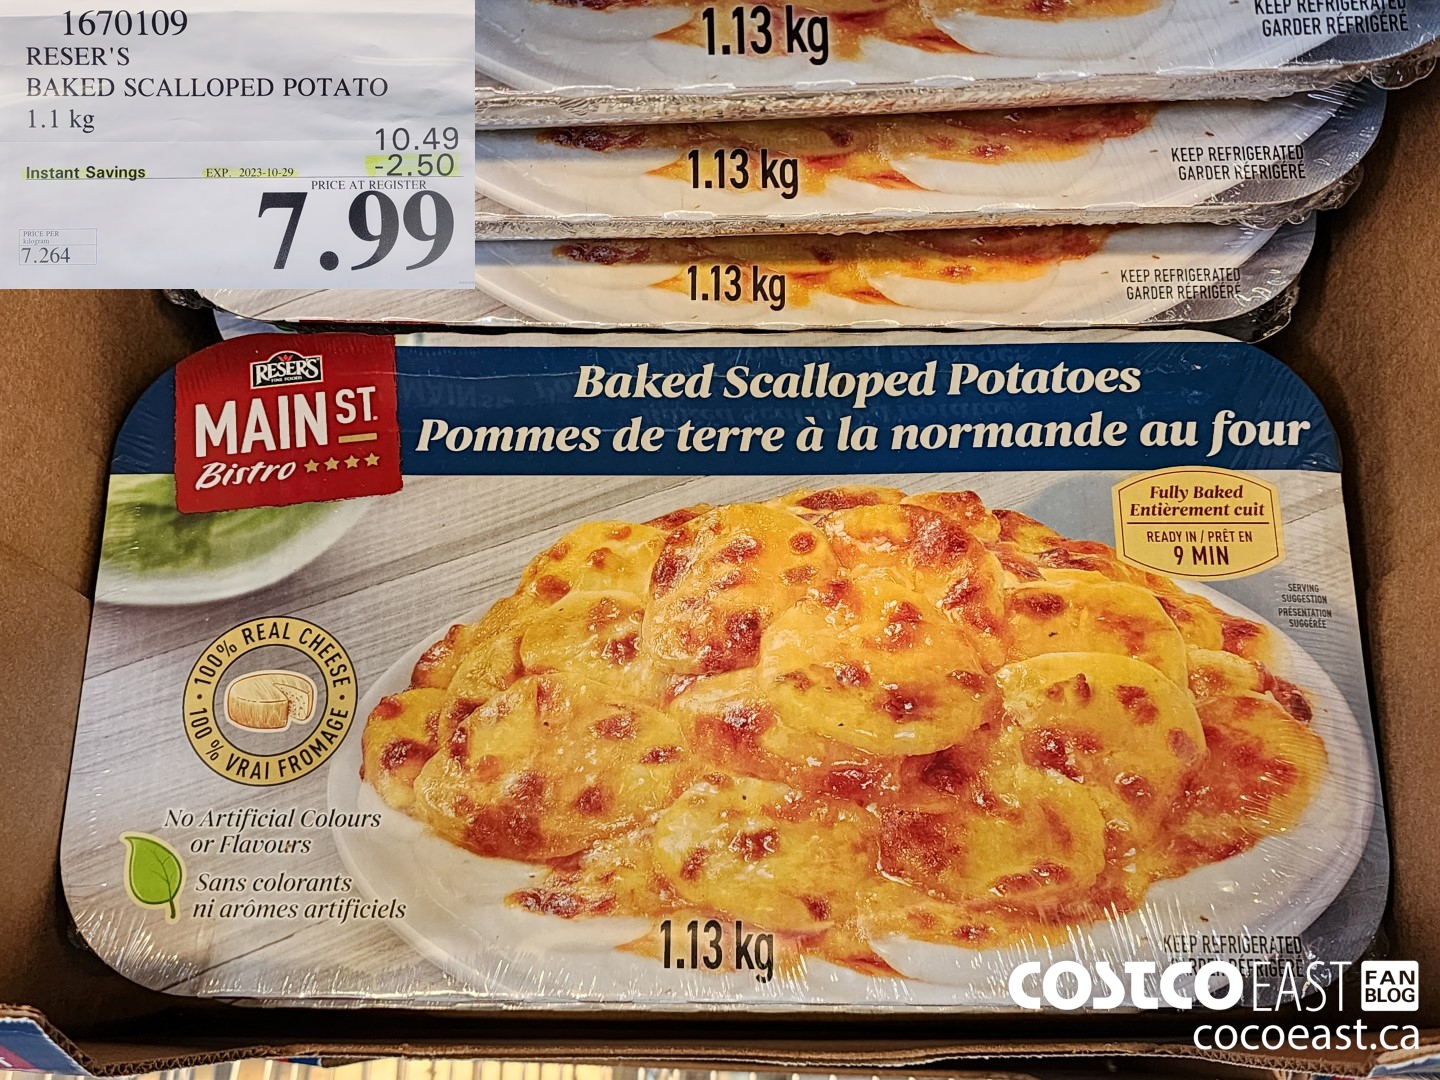 1670109
RESER'S
BAKED SCALLOPED POTATO
1.1 kg
10.49
-2.50
Instant Savings
EXP. 2023-10-29
PRICE AT REGISTER
7.99
PRICE PER
kilogram
7.264
1.13 kg
KEEP REFRIGERATED
GARDER RÉFRIGÉRÉ
1.13 kg
KEEP REFRIGERATED
GARDER RÉFRIGÉRÉ
1.13 kg
KEEP REFRIGERATED
GARDER RÉFRIGÉRÉ
RESER'S
FINE FOODS
MAIN ST.
Bistro
Baked Scalloped Potatoes
Pommes de terre à la normande au four
Fully Baked
Entièrement cuit
READY IN / PRÊT EN
9 MIN
SERVING
SUGGESTION
PRÉSENTATION
SUGGÉRÉE
100% REAL CHEESE
100% VRAI FROMAGE
No Artificial Colours
or Flavours
Sans colorants
ni arômes artificiels
1.13 kg
KEEP REFRIGERATED
RÉFRIGÉRÉ
COSTCO EAST FAN BLOG
cocoeast.ca